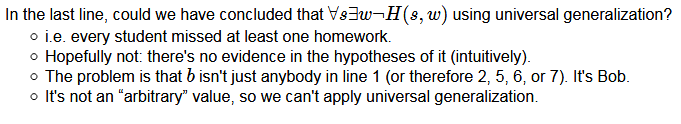 In the last line, could we have concluded that ∀s∃w¬H(s, w) using universal generalization?
○ i.e. every student missed at least one homework.
○ Hopefully not: there's no evidence in the hypotheses of it (intuitively).
○ The problem is that b isn't just anybody in line 1 (or therefore 2, 5, 6, or 7). It's Bob.
○ It's not an “arbitrary” value, so we can't apply universal generalization.